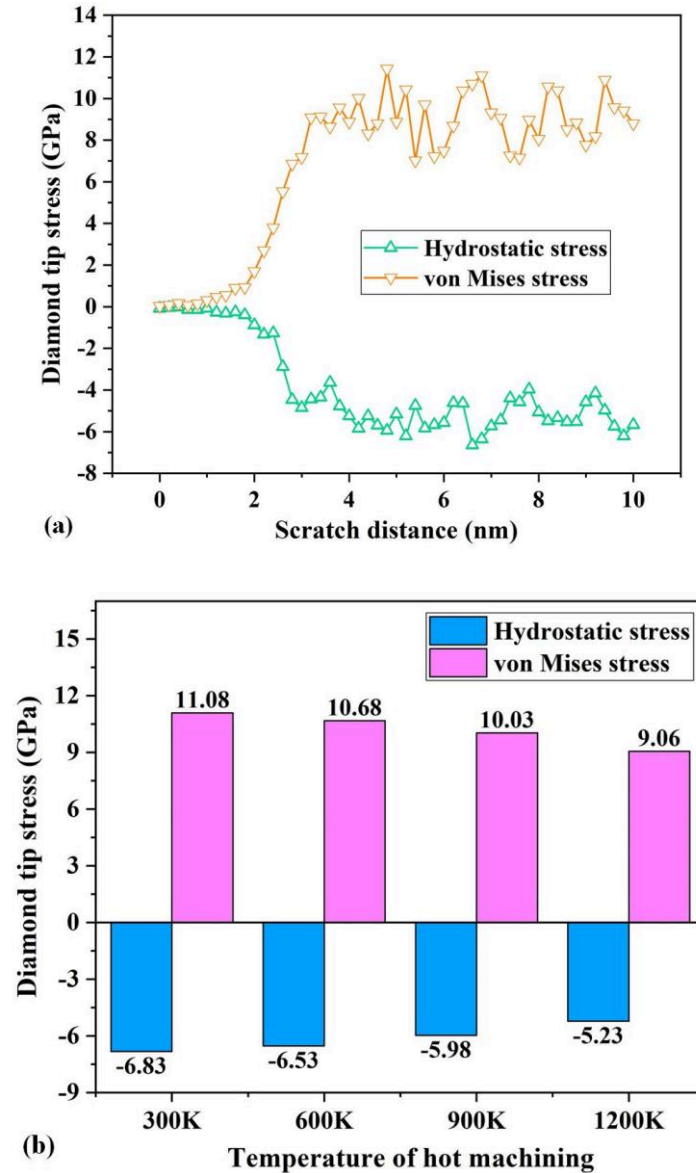 14
12
10
8
6
4
2
0
-2
-4
-6
-8
Diamond tip stress (GPa)
Hydrostatic stress
von Mises stress
0
2
4
6
8
10
(a)
Scratch distance (nm)
15
12
9
6
3
0
-3
-6
-9
Diamond tip stress (GPa)
Hydrostatic stress
von Mises stress
11.08
10.68
10.03
9.06
-6.83
-6.53
-5.98
-5.23
300K
600K
900K
1200K
(b)
Temperature of hot machining